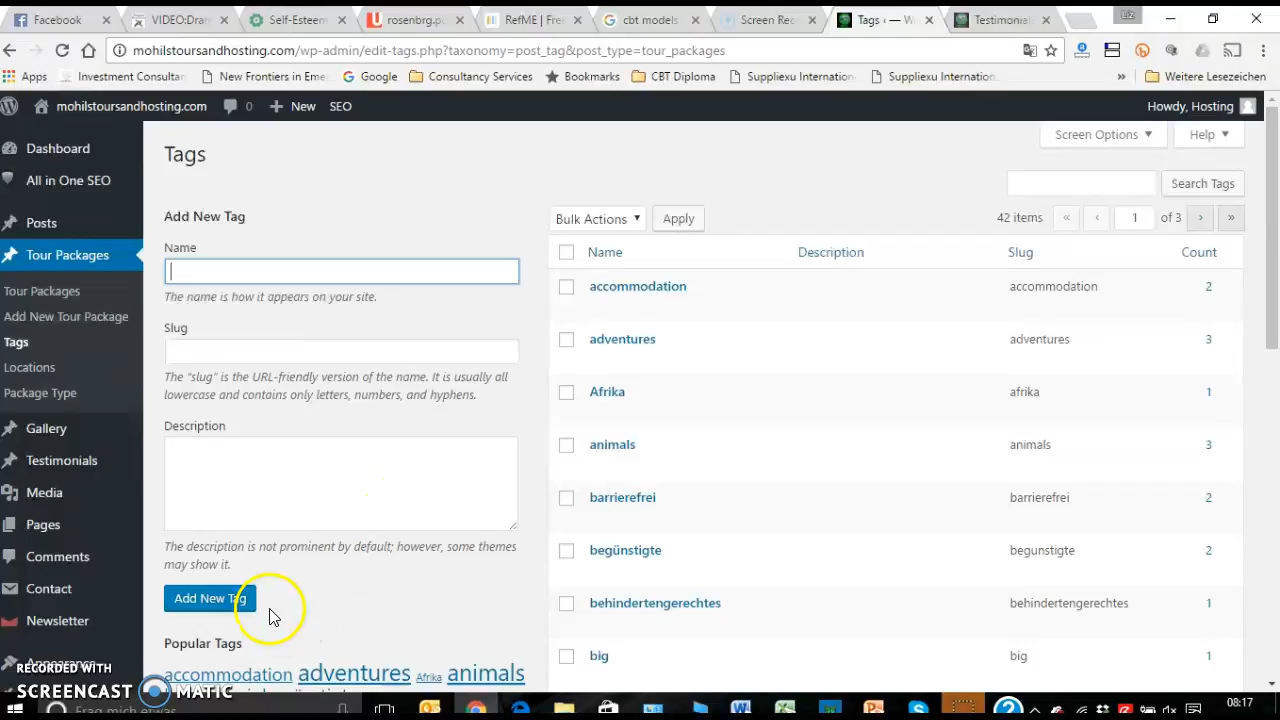 Facebook × VIDEO:Dram × Self-Esteem × rosenbrg.p × RefME | Free × cbt models × Screen Rec × Tags ‹ — W × Testimonial × Liz
mohilstoursandhosting.com/wp-admin/edit-tags.php?taxonomy=post_tag&post_type=tour_packages
Apps Investment Consultan New Frontiers in Eme Google Consultancy Services Bookmarks CBT Diploma Suppliexu Internation Suppliexu Internation » Weitere Lesezeichen
mohilstoursandhosting.com 0 + New SEO Howdy, Hosting
Screen Options ▼ Help ▼
Dashboard
All in One SEO
Posts
Tour Packages
Tour Packages
Add New Tour Package
Tags
Locations
Package Type
Gallery
Testimonials
Media
Pages
Comments
Contact
Newsletter
Appearance
Tags
Search Tags
Add New Tag
Name
The name is how it appears on your site.
Slug
The "slug" is the URL-friendly version of the name. It is usually all
lowercase and contains only letters, numbers, and hyphens.
Description
The description is not prominent by default; however, some themes
may show it.
Add New Tag
Popular Tags
accommodation adventures Afrika animals
Bulk Actions ▼ Apply 42 items « ‹ 1 of 3 › »
Name Description Slug Count
accommodation accommodation 2
adventures adventures 3
Afrika afrika 1
animals animals 3
barrierefrei barrierefrei 2
begünstigte begunstigte 2
behindertengerechtes behindertengerechtes 1
big big 1
RECORDED WITH
SCREENCAST MATIC
Frag mich etwas
08:17